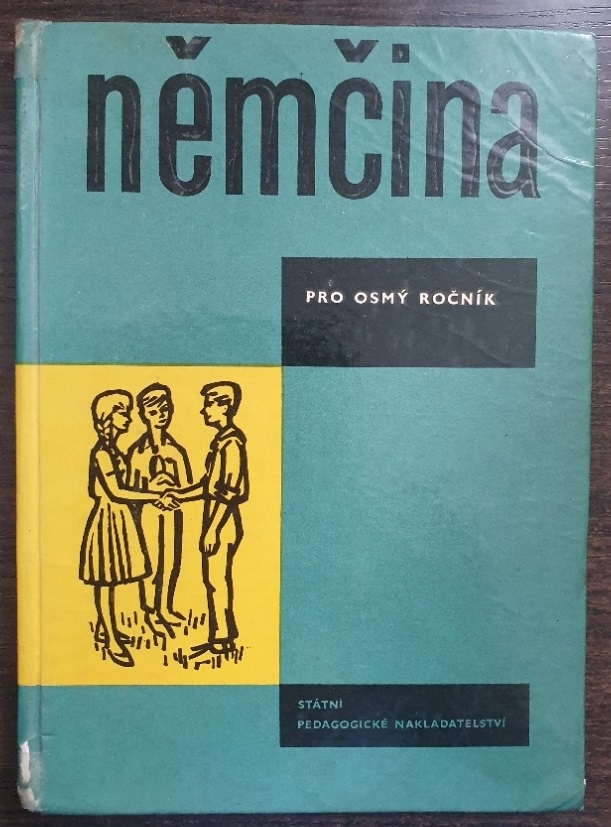 němčina
PRO OSMÝ ROČNÍK
STÁTNÍ
PEDAGOGICKÉ NAKLADATELSTVÍ